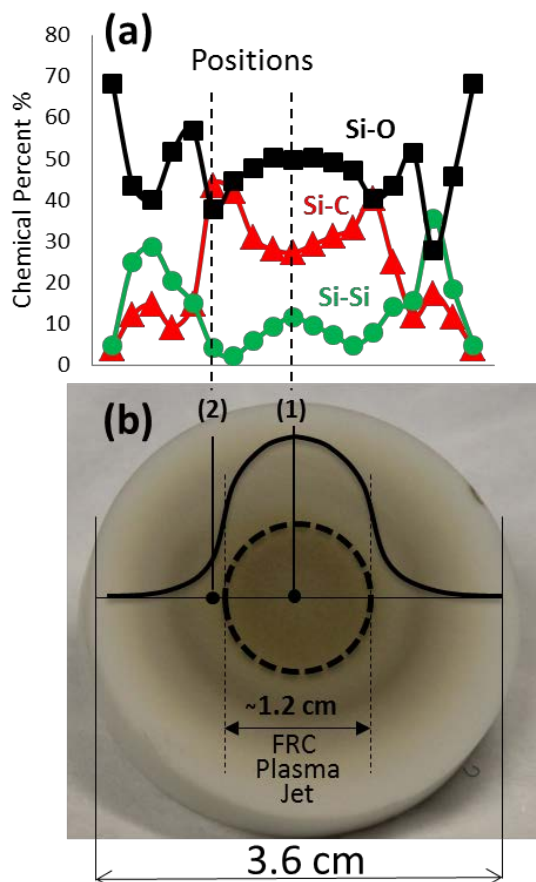 (a)
80
70
60
50
40
30
20
10
0
Chemical Percent %
Positions
Si-O
Si-C
Si-Si
(b)
(2)
(1)
~1.2 cm
FRC
Plasma
Jet
3.6 cm